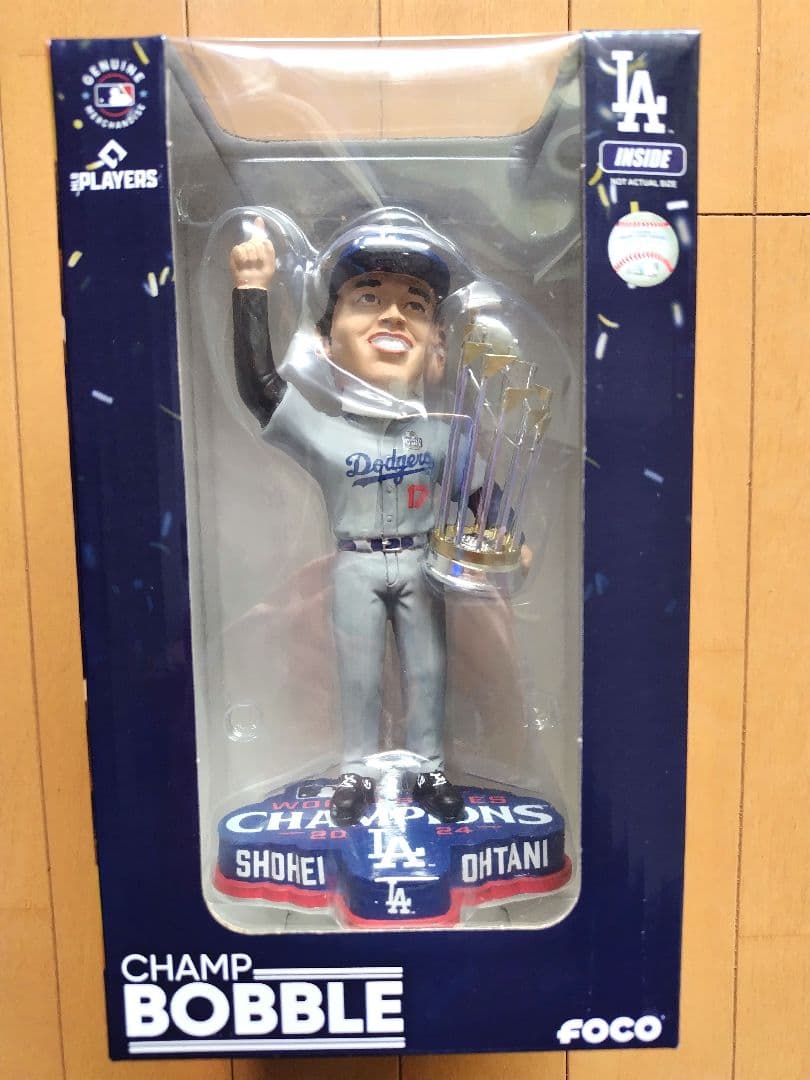 GENUINE
MERCHANDISE
MLB PLAYERS
LA
INSIDE
NOT ACTUAL SIZE
Dodgers
17
CHAMPIONS
20 24
LA
SHOHEI OHTANI
LA
CHAMP
BOBBLE
FOCO